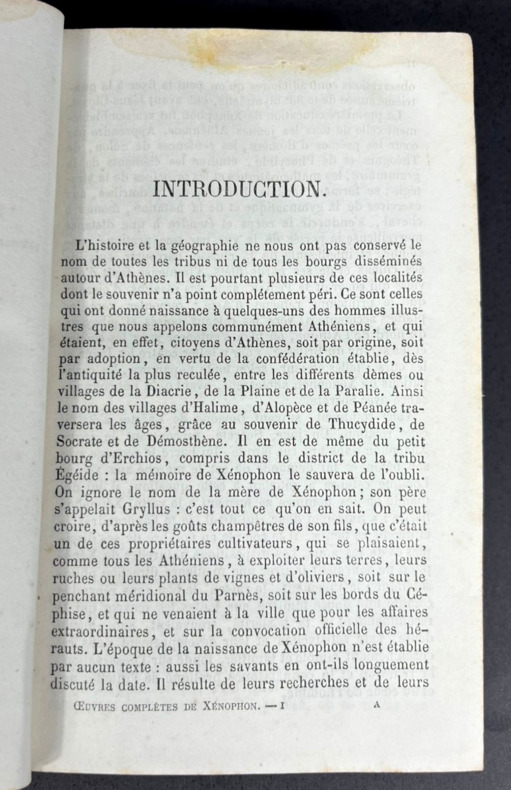 INTRODUCTION.
L'histoire et la géographie ne nous ont pas conservé le
nom de toutes les tribus ni de tous les bourgs disséminés
autour d'Athènes. Il est pourtant plusieurs de ces localités
dont le souvenir n'a point complétement péri. Ce sont celles
qui ont donné naissance à quelques-uns des hommes illus-
tres que nous appelons communément Athéniens, et qui
étaient, en effet, citoyens d'Athènes, soit par origine, soit
par adoption, en vertu de la confédération établie, dès
l'antiquité la plus reculée, entre les différents dèmes ou
villages de la Diacrie, de la Plaine et de la Paralie. Ainsi
le nom des villages d'Halime, d'Alopèce et de Péanée tra-
versera les âges, grâce au souvenir de Thucydide, de
Socrate et de Démosthène. Il en est de même du petit
bourg d'Erchios, compris dans le district de la tribu
Égéide : la mémoire de Xénophon le sauvera de l'oubli.
On ignore le nom de la mère de Xénophon ; son père
s'appelait Gryllus : c'est tout ce qu'on en sait. On peut
croire, d'après les goûts champêtres de son fils, que c'était
un de ces propriétaires cultivateurs, qui se plaisaient,
comme tous les Athéniens, à exploiter leurs terres, leurs
ruches ou leurs plants de vignes et d'oliviers, soit sur le
penchant méridional du Parnès, soit sur les bords du Cé-
phise, et qui ne venaient à la ville que pour les affaires
extraordinaires, et sur la convocation officielle des hé-
rauts. L'époque de la naissance de Xénophon n'est établie
par aucun texte : aussi les savants en ont-ils longuement
discuté la date. Il résulte de leurs recherches et de leurs
ŒUVRES COMPLÈTES DE XÉNOPHON. — I A